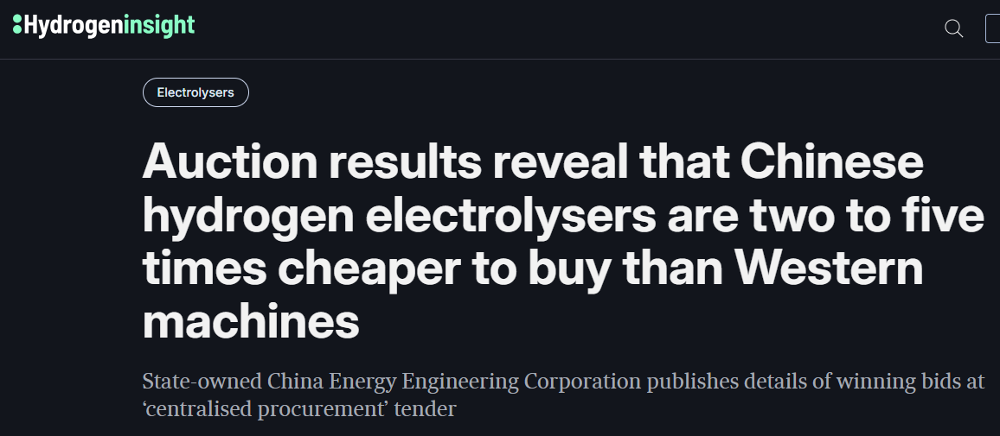 Hydrogeninsight
Electrolysers
Auction results reveal that Chinese
hydrogen electrolysers are two to five
times cheaper to buy than Western
machines
State-owned China Energy Engineering Corporation publishes details of winning bids at
‘centralised procurement’ tender